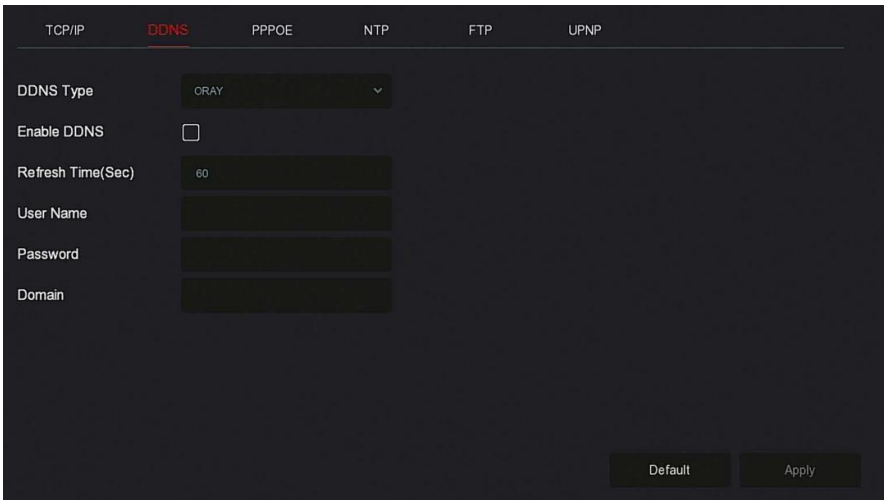 TCP/IP DDNS PPPOE NTP FTP UPNP
DDNS Type ORAY
Enable DDNS
Refresh Time(Sec) 60
User Name
Password
Domain
Default Apply